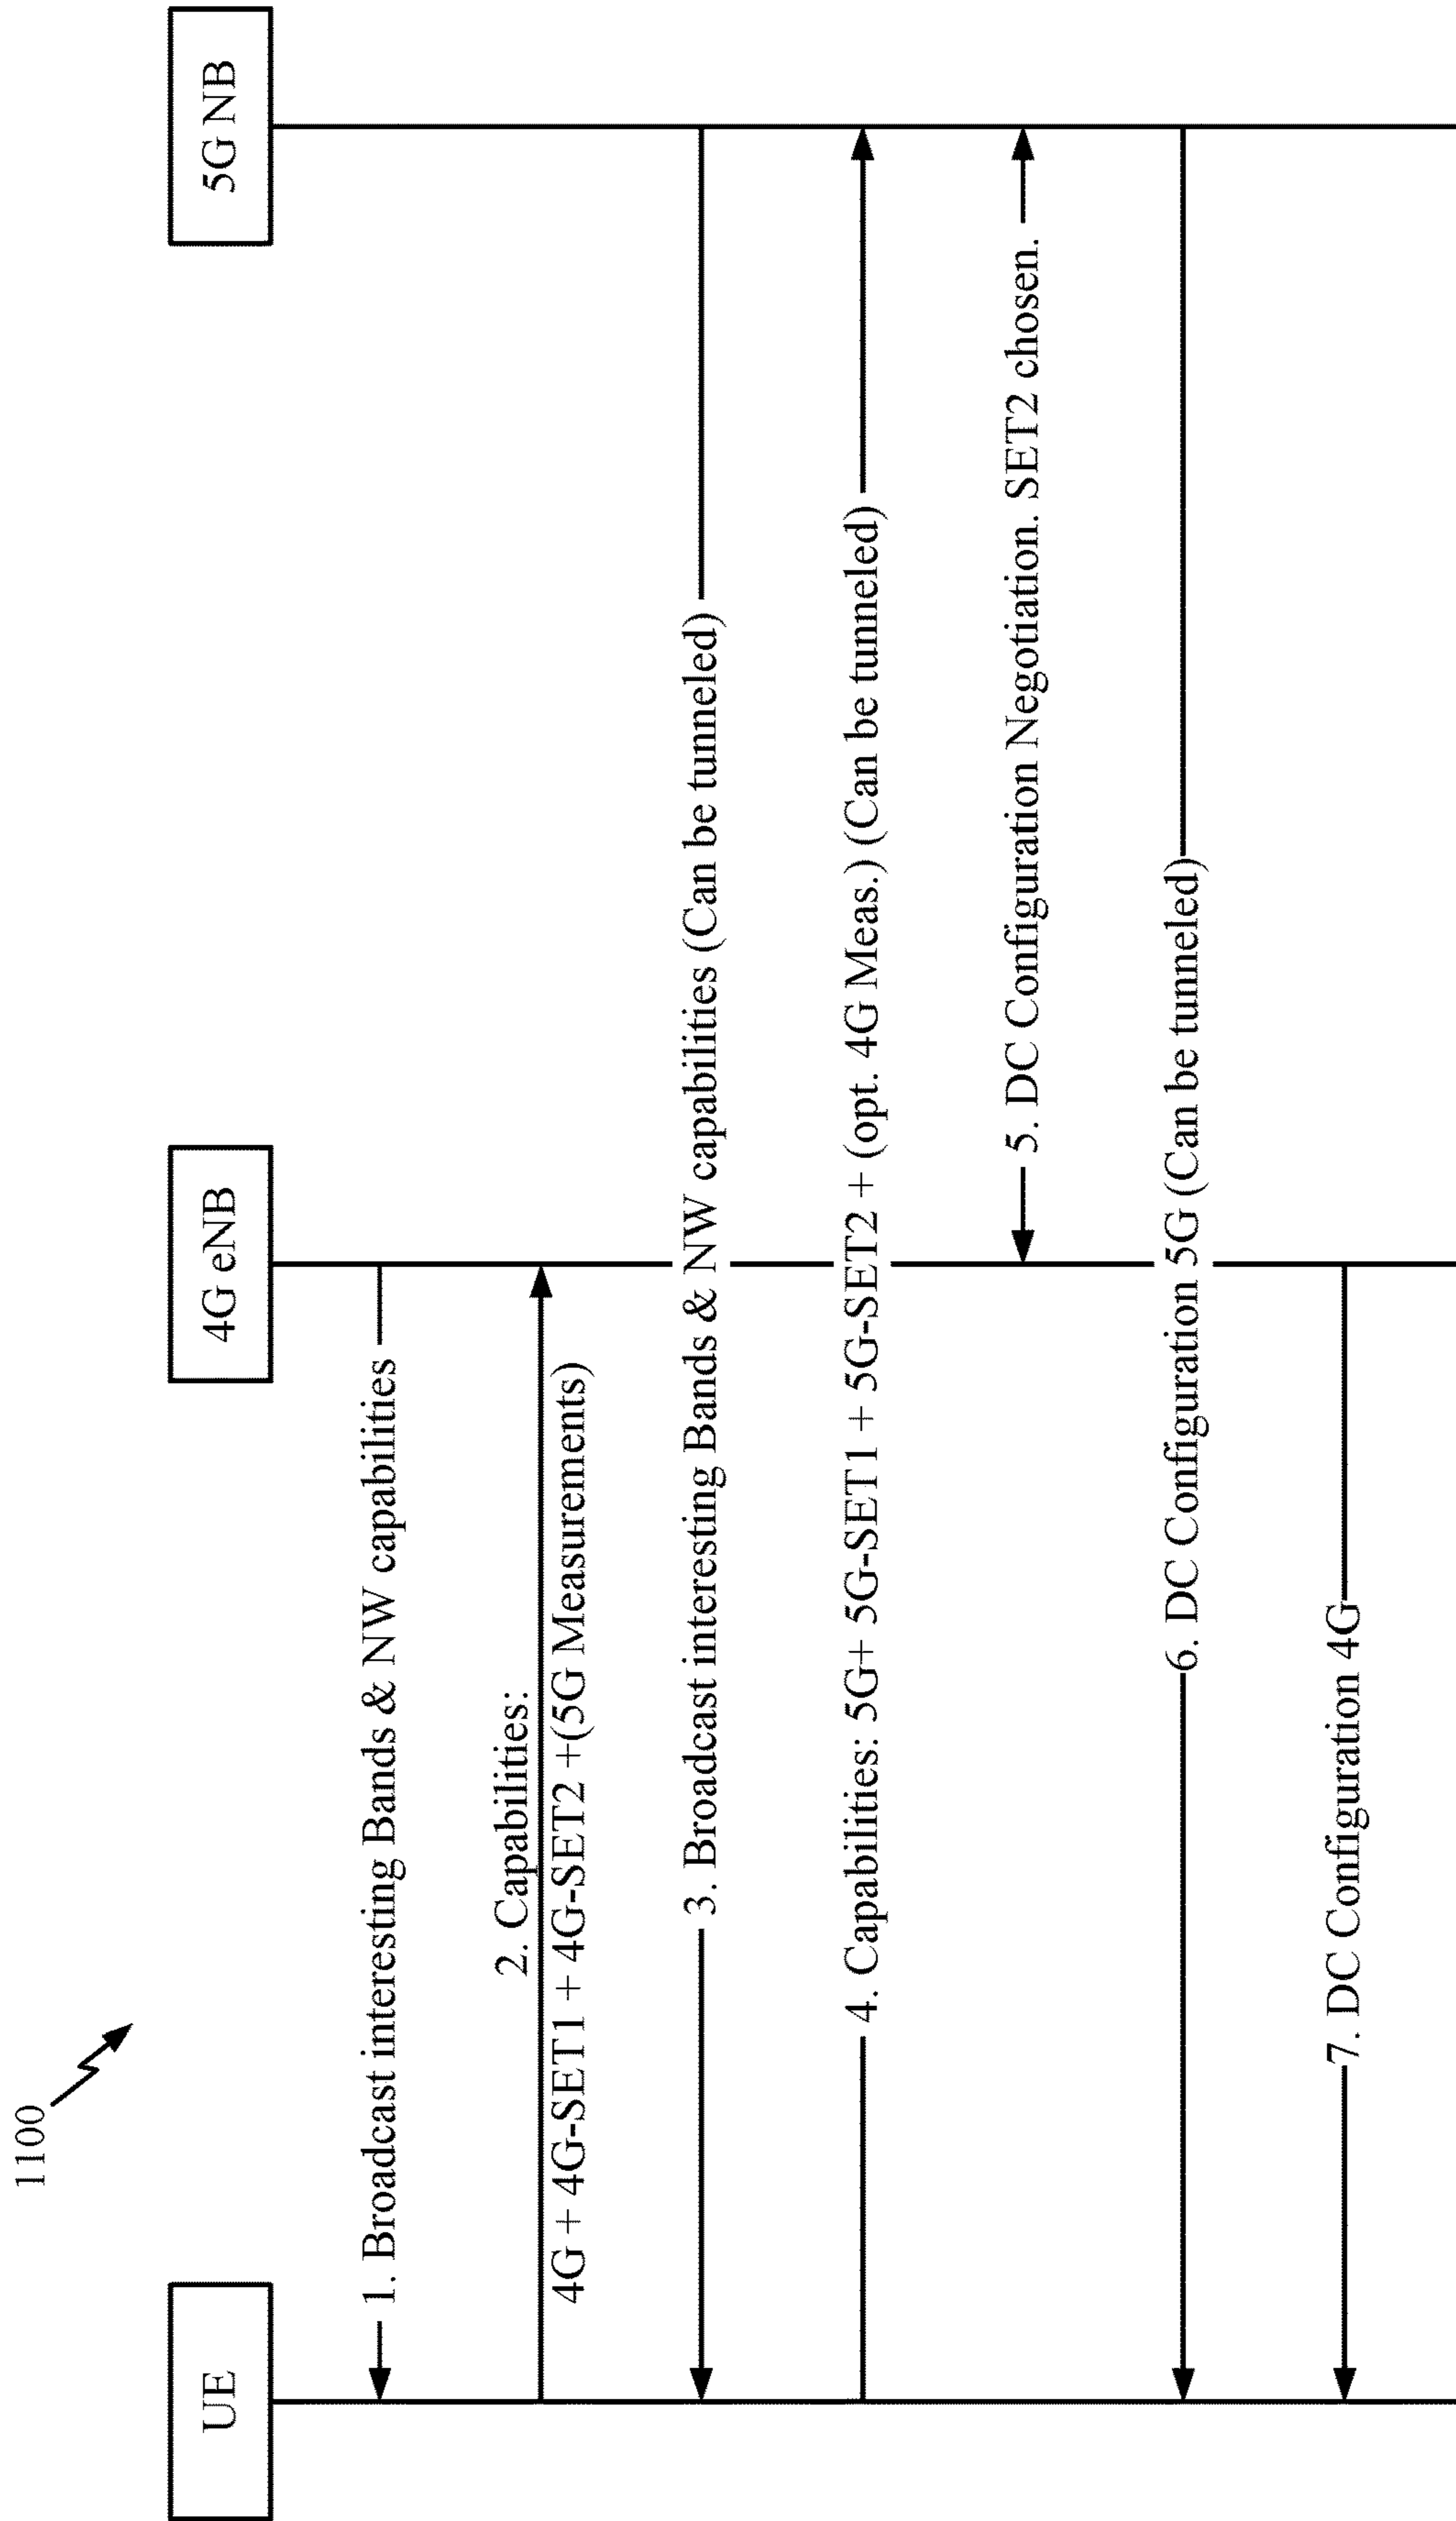 1100
UE
4G eNB
5G NB
1. Broadcast interesting Bands & NW capabilities
2. Capabilities:
4G + 4G-SET1 + 4G-SET2 +(5G Measurements)
3. Broadcast interesting Bands & NW capabilities (Can be tunneled)
4. Capabilities: 5G+ 5G-SET1 + 5G-SET2 + (opt. 4G Meas.) (Can be tunneled)
5. DC Configuration Negotiation. SET2 chosen.
6. DC Configuration 5G (Can be tunneled)
7. DC Configuration 4G